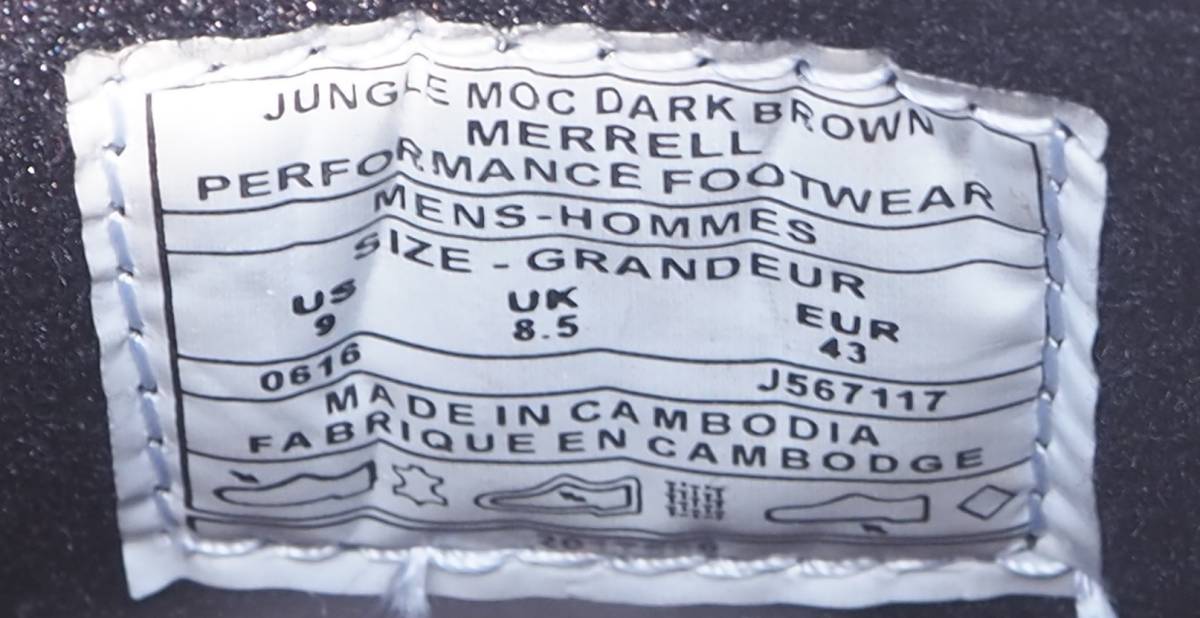 JUNGLE MOC DARK BROWN
MERRELL
PERFORMANCE FOOTWEAR
MENS-HOMMES
SIZE - GRANDEUR
US UK EUR
9 8.5 43
0616 J567117
MADE IN CAMBODIA
FABRIQUE EN CAMBODGE